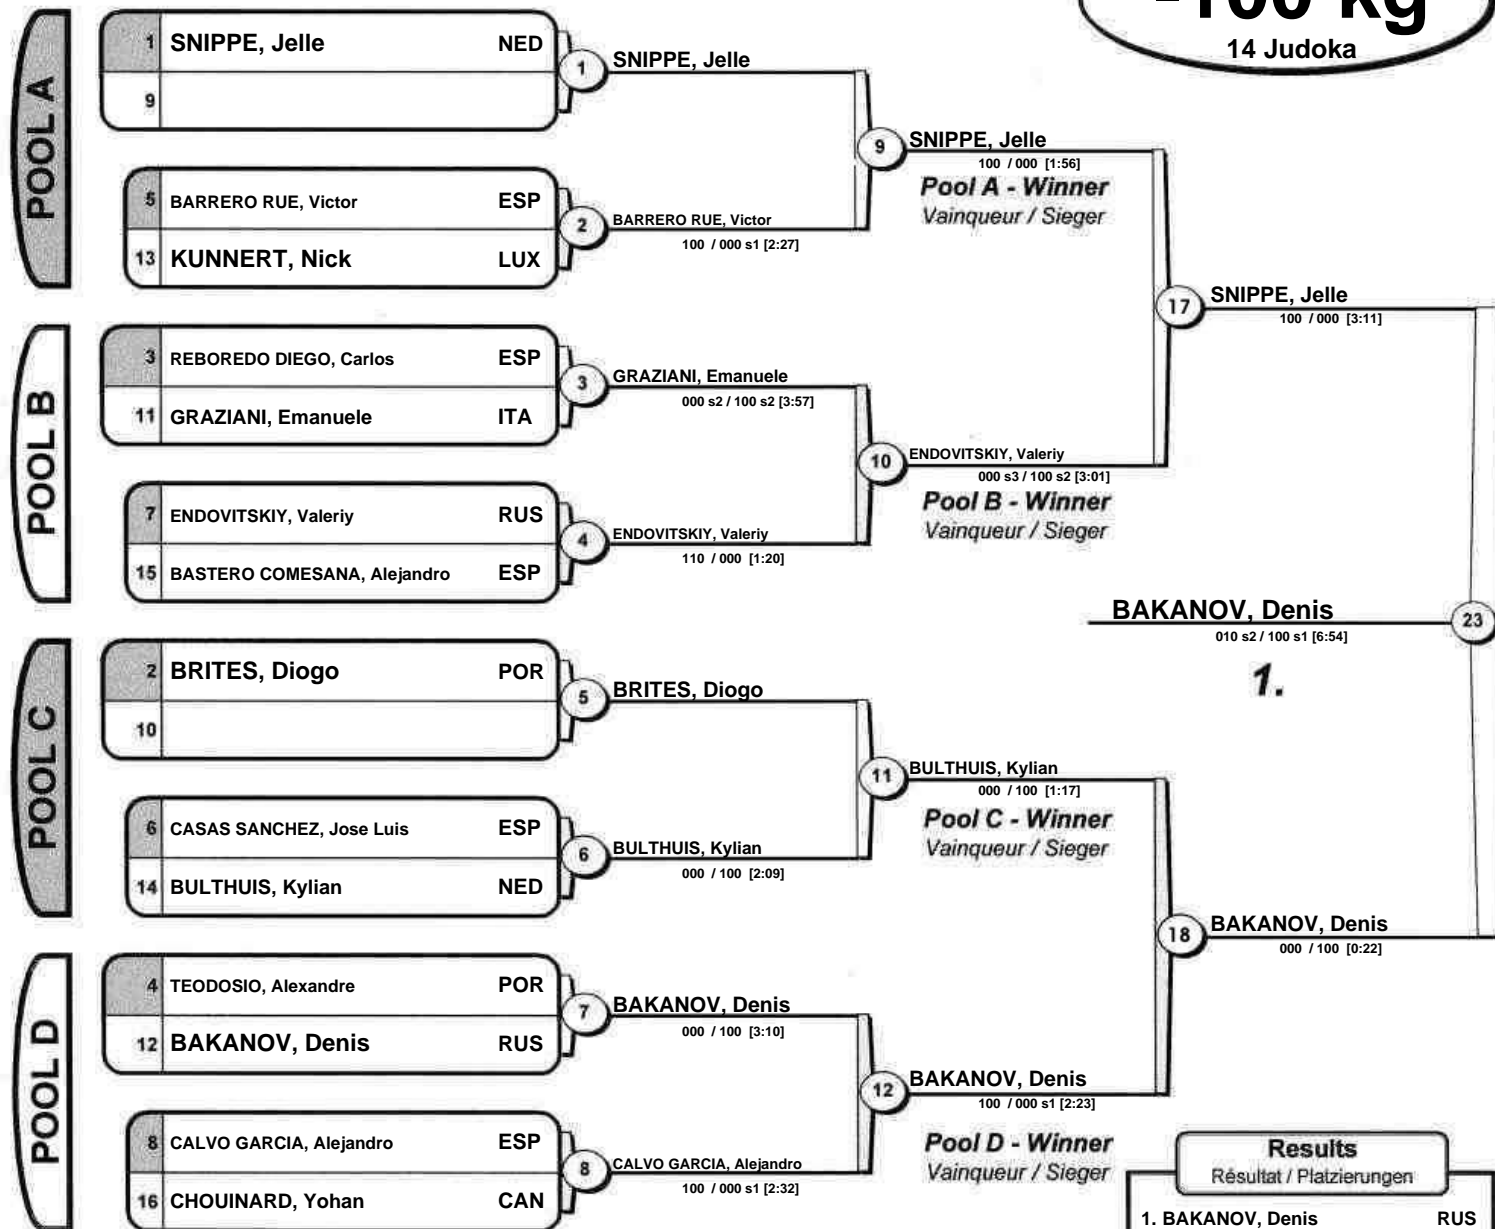 -100 kg
14 Judoka
POOL A
1 SNIPPE, Jelle NED
9
1 SNIPPE, Jelle
5 BARRERO RUE, Victor ESP
13 KUNNERT, Nick LUX
2 BARRERO RUE, Victor
100 / 000 s1 [2:27]
9 SNIPPE, Jelle
100 / 000 [1:56]
Pool A - Winner
Vainqueur / Sieger
POOL B
3 REBOREDO DIEGO, Carlos ESP
11 GRAZIANI, Emanuele ITA
3 GRAZIANI, Emanuele
000 s2 / 100 s2 [3:57]
7 ENDOVITSKIY, Valeriy RUS
15 BASTERO COMESANA, Alejandro ESP
4 ENDOVITSKIY, Valeriy
110 / 000 [1:20]
10 ENDOVITSKIY, Valeriy
000 s3 / 100 s2 [3:01]
Pool B - Winner
Vainqueur / Sieger
17 SNIPPE, Jelle
100 / 000 [3:11]
BAKANOV, Denis 23
010 s2 / 100 s1 [6:54]
1.
POOL C
2 BRITES, Diogo POR
10
5 BRITES, Diogo
6 CASAS SANCHEZ, Jose Luis ESP
14 BULTHUIS, Kylian NED
6 BULTHUIS, Kylian
000 / 100 [2:09]
11 BULTHUIS, Kylian
000 / 100 [1:17]
Pool C - Winner
Vainqueur / Sieger
18 BAKANOV, Denis
000 / 100 [0:22]
POOL D
4 TEODOSIO, Alexandre POR
12 BAKANOV, Denis RUS
7 BAKANOV, Denis
000 / 100 [3:10]
8 CALVO GARCIA, Alejandro ESP
16 CHOUINARD, Yohan CAN
8 CALVO GARCIA, Alejandro
100 / 000 s1 [2:32]
12 BAKANOV, Denis
100 / 000 s1 [2:23]
Pool D - Winner
Vainqueur / Sieger
Results
Résultat / Platzierungen
1. BAKANOV, Denis RUS